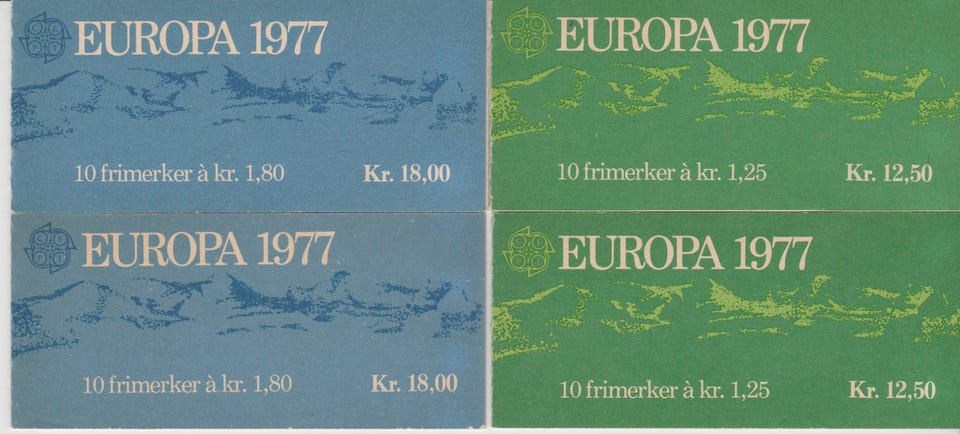 EUROPA 1977
10 frimerker à kr. 1,80 Kr. 18,00
EUROPA 1977
10 frimerker à kr. 1,25 Kr. 12,50
EUROPA 1977
10 frimerker à kr. 1,80 Kr. 18,00
EUROPA 1977
10 frimerker à kr. 1,25 Kr. 12,50